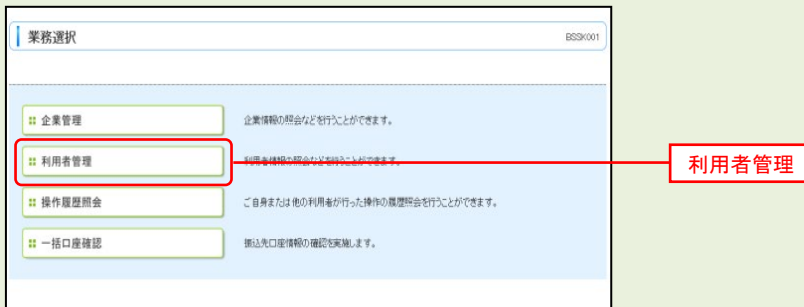 業務選択
BSSK001
企業管理
企業情報の照会などを行うことができます。
利用者管理
利用者情報の照会などを行うことができます。
利用者管理
操作履歴照会
ご自身または他の利用者が行った操作の履歴照会を行うことができます。
一括口座確認
振込先口座情報の確認を実施します。